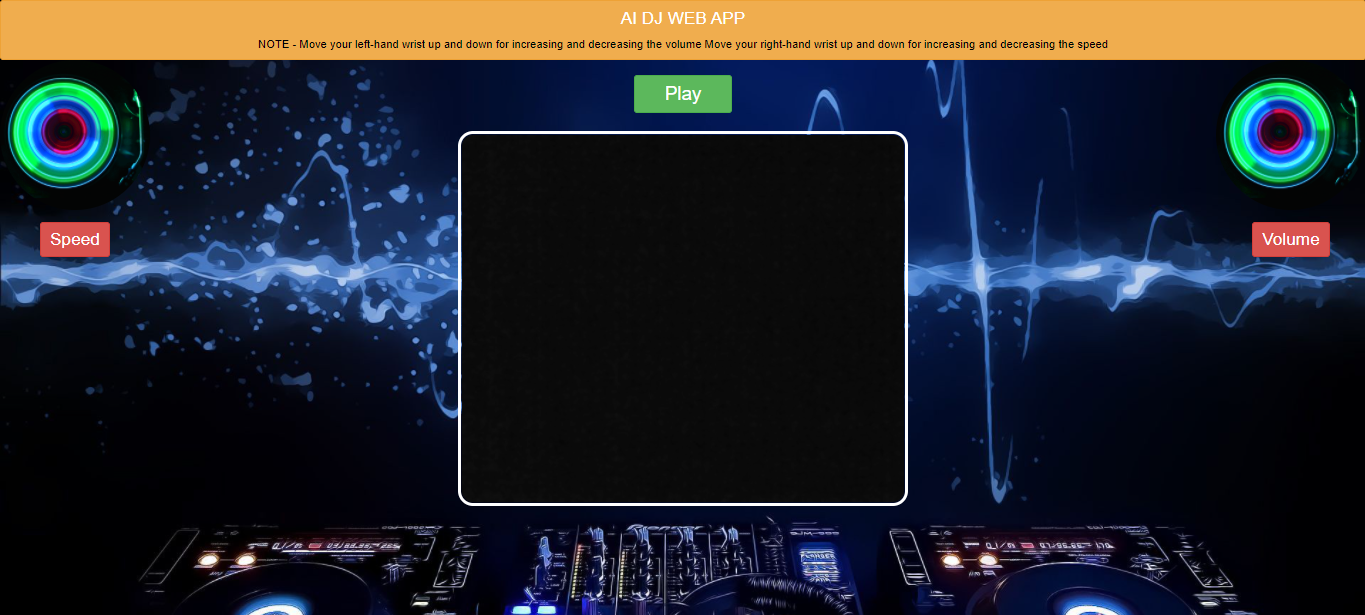 AI DJ WEB APP
NOTE - Move your left-hand wrist up and down for increasing and decreasing the volume Move your right-hand wrist up and down for increasing and decreasing the speed
Play
Speed
Volume